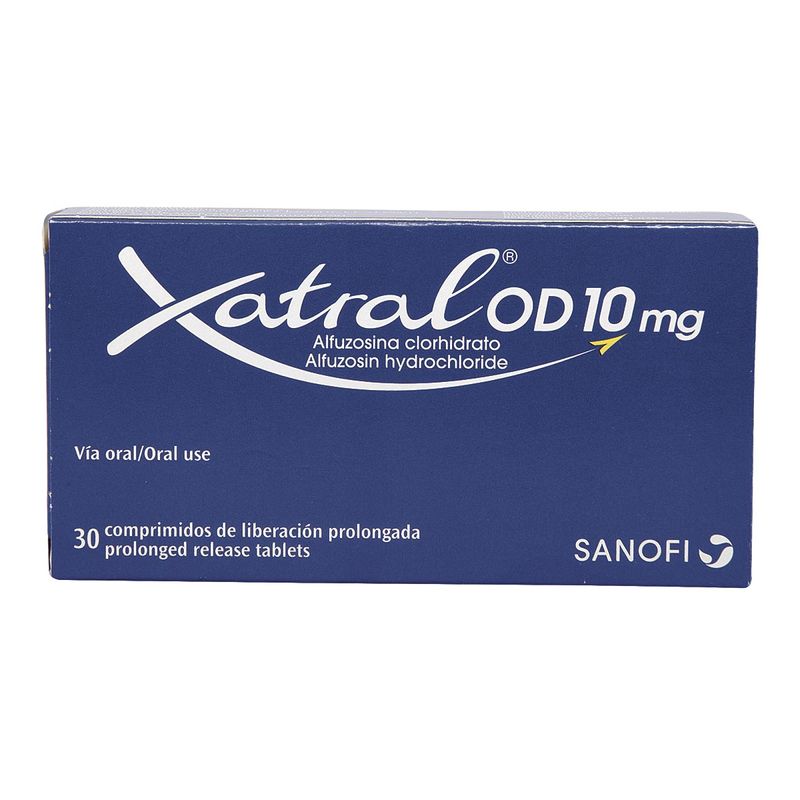 Xatral® OD 10 mg
Alfuzosina clorhidrato
Alfuzosin hydrochloride
Vía oral/Oral use
30 comprimidos de liberación prolongada
prolonged release tablets
SANOFI